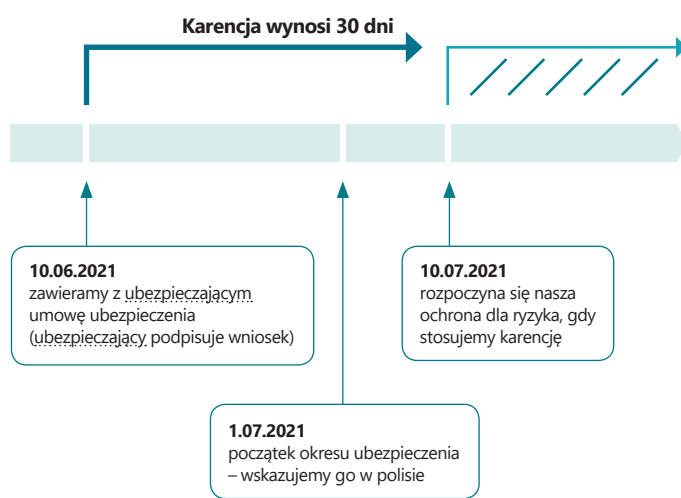 Karencja wynosi 30 dni
10.06.2021
zawieramy z ubezpieczającym
umowę ubezpieczenia
(ubezpieczający podpisuje wniosek)
10.07.2021
rozpoczyna się nasza
ochrona dla ryzyka, gdy
stosujemy karencję
1.07.2021
początek okresu ubezpieczenia
– wskazujemy go w polisie